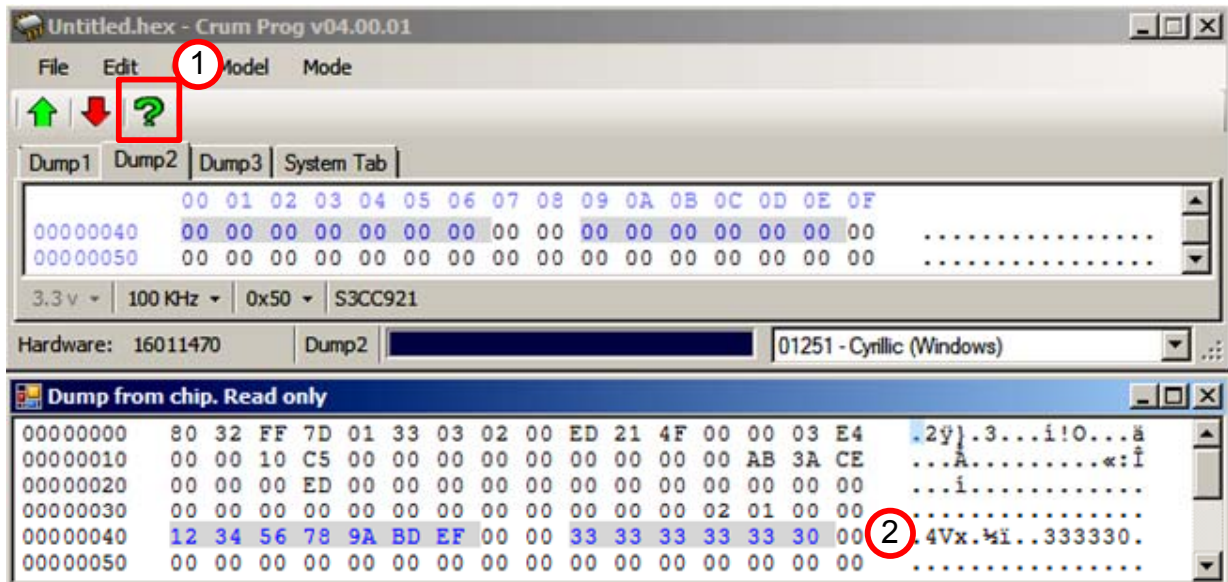 Untitled.hex - Crum Prog v04.00.01
File Edit 1 Model Mode
Dump1 Dump2 Dump3 System Tab
00 01 02 03 04 05 06 07 08 09 0A 0B 0C 0D 0E 0F
00000040 00 00 00 00 00 00 00 00 00 00 00 00 00 00 00 00 ................
00000050 00 00 00 00 00 00 00 00 00 00 00 00 00 00 00 00 ................
3.3 v 100 KHz 0x50 S3CC921
Hardware: 16011470 Dump2 01251 - Cyrillic (Windows)
Dump from chip. Read only
00000000 80 32 FF 7D 01 33 03 02 00 ED 21 4F 00 00 03 E4 .2ÿ}.3...í!O...ä
00000010 00 00 10 C5 00 00 00 00 00 00 00 00 00 AB 3A CE ...Å.........«:Î
00000020 00 00 00 ED 00 00 00 00 00 00 00 00 00 00 00 00 ...í............
00000030 00 00 00 00 00 00 00 00 00 00 00 00 02 01 00 00 ................
00000040 12 34 56 78 9A BD EF 00 00 33 33 33 33 33 30 00 2 .4Vx.½ï..333330.
00000050 00 00 00 00 00 00 00 00 00 00 00 00 00 00 00 00 ................